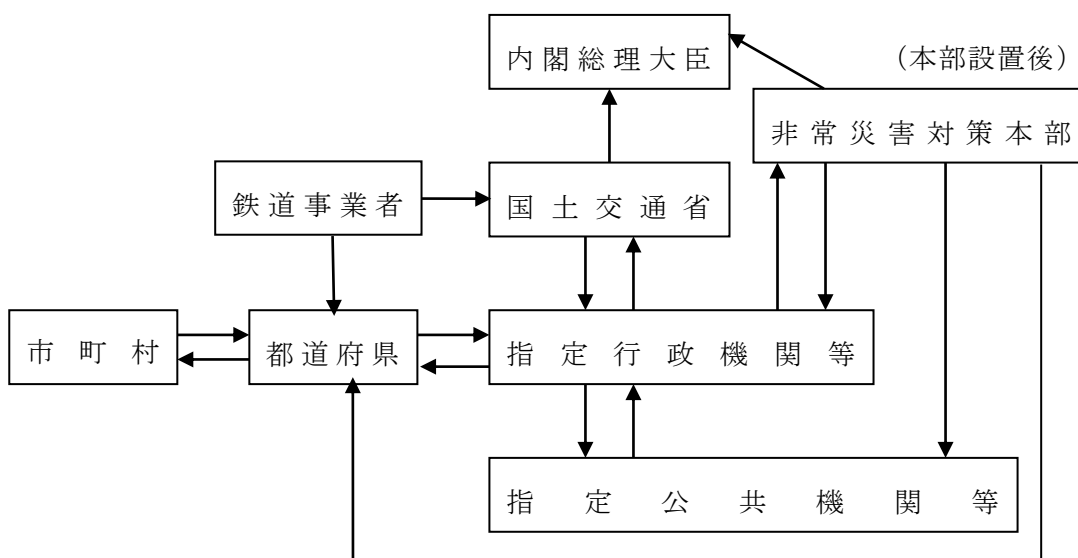 内閣総理大臣
（本部設置後）
非常災害対策本部
鉄道事業者
国土交通省
市町村
都道府県
指定行政機関等
指定公共機関等